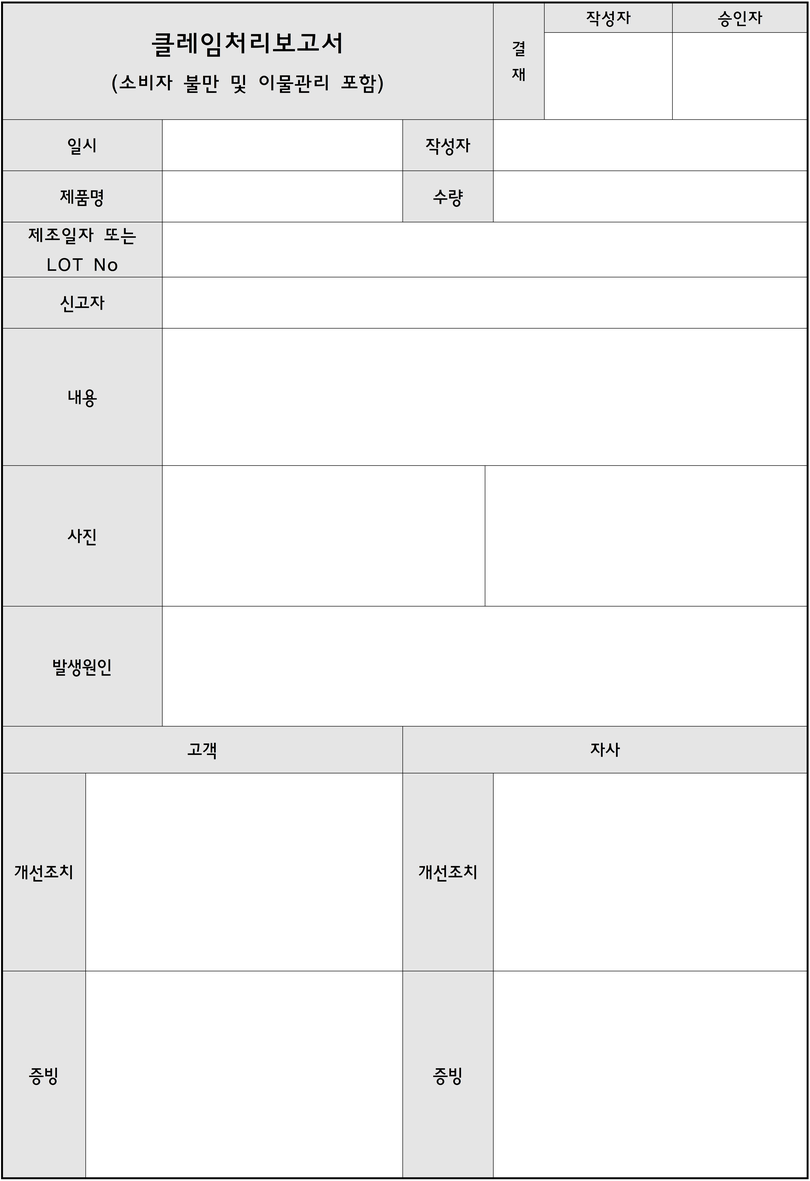 클레임처리보고서
(소비자 불만 및 이물관리 포함)
결
재
작성자
승인자
일시
작성자
제품명
수량
제조일자 또는
LOT No
신고자
내용
사진
발생원인
고객
자사
개선조치
개선조치
증빙
증빙